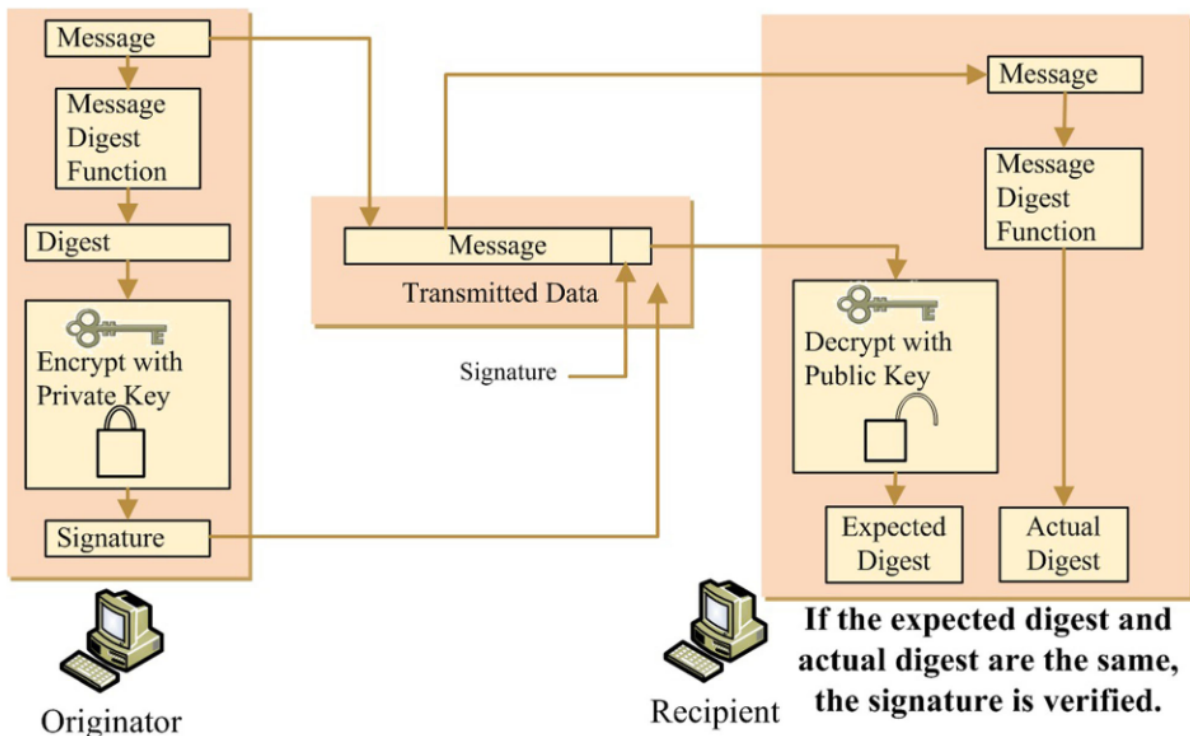 Message
Message
Digest
Function
Digest
Encrypt with
Private Key
Signature
Originator
Message
Transmitted Data
Signature
Message
Message
Digest
Function
Decrypt with
Public Key
Expected
Digest
Actual
Digest
Recipient
If the expected digest and
actual digest are the same,
the signature is verified.